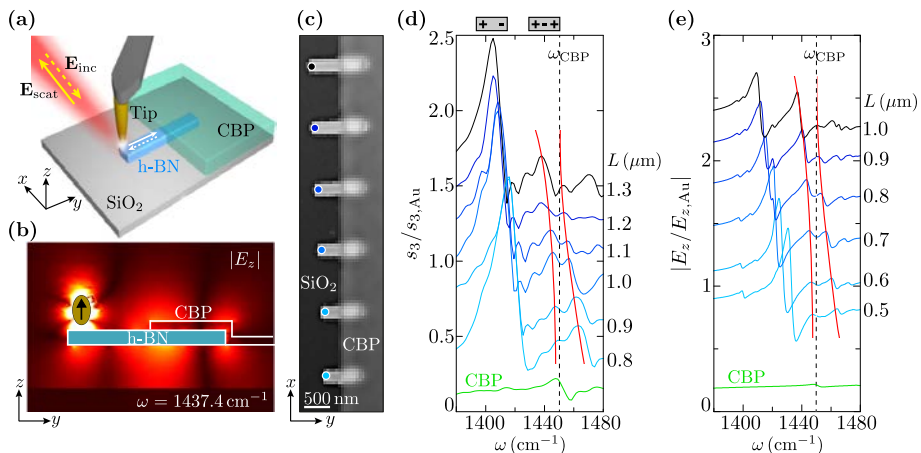 (a)
E_inc
E_scat
Tip
CBP
h-BN
SiO₂
x
z
y
(b)
|E_z|
CBP
h-BN
ω = 1437.4 cm⁻¹
z
y
(c)
SiO₂
CBP
x
500 nm
y
(d)
+ -
+ - +
ω_CBP
2.5
2.0
1.5
1.0
0.5
s₃/s₃,Au
L (μm)
1.3
1.2
1.1
1.0
0.9
0.8
CBP
1400 1440 1480
ω (cm⁻¹)
(e)
ω_CBP
3
2
1
0
|E_z/E_z,Au|
L (μm)
1.0
0.9
0.8
0.7
0.6
0.5
CBP
1400 1440 1480
ω (cm⁻¹)